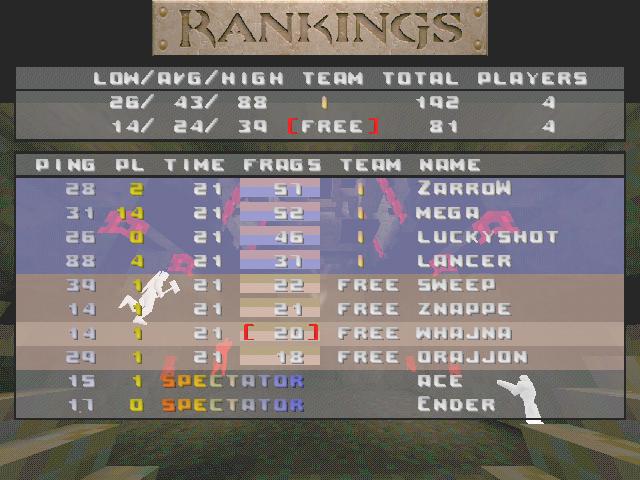 RANKINGS
LOW/AVG/HIGH TEAM TOTAL PLAYERS
26/ 43/ 88 1 192 4
14/ 24/ 39 [FREE] 81 4
PING PL TIME FRAGS TEAM NAME
28 2 21 57 1 ZARROW
31 14 21 52 1 MEGA
26 0 21 46 1 LUCKYSHOT
88 4 21 37 1 LANCER
39 1 21 22 FREE SWEEP
14 1 21 21 FREE ZNAPPE
14 1 21 [ 20] FREE WHAJNA
29 1 21 18 FREE ORAJJON
15 1 SPECTATOR ACE
17 0 SPECTATOR ENDER